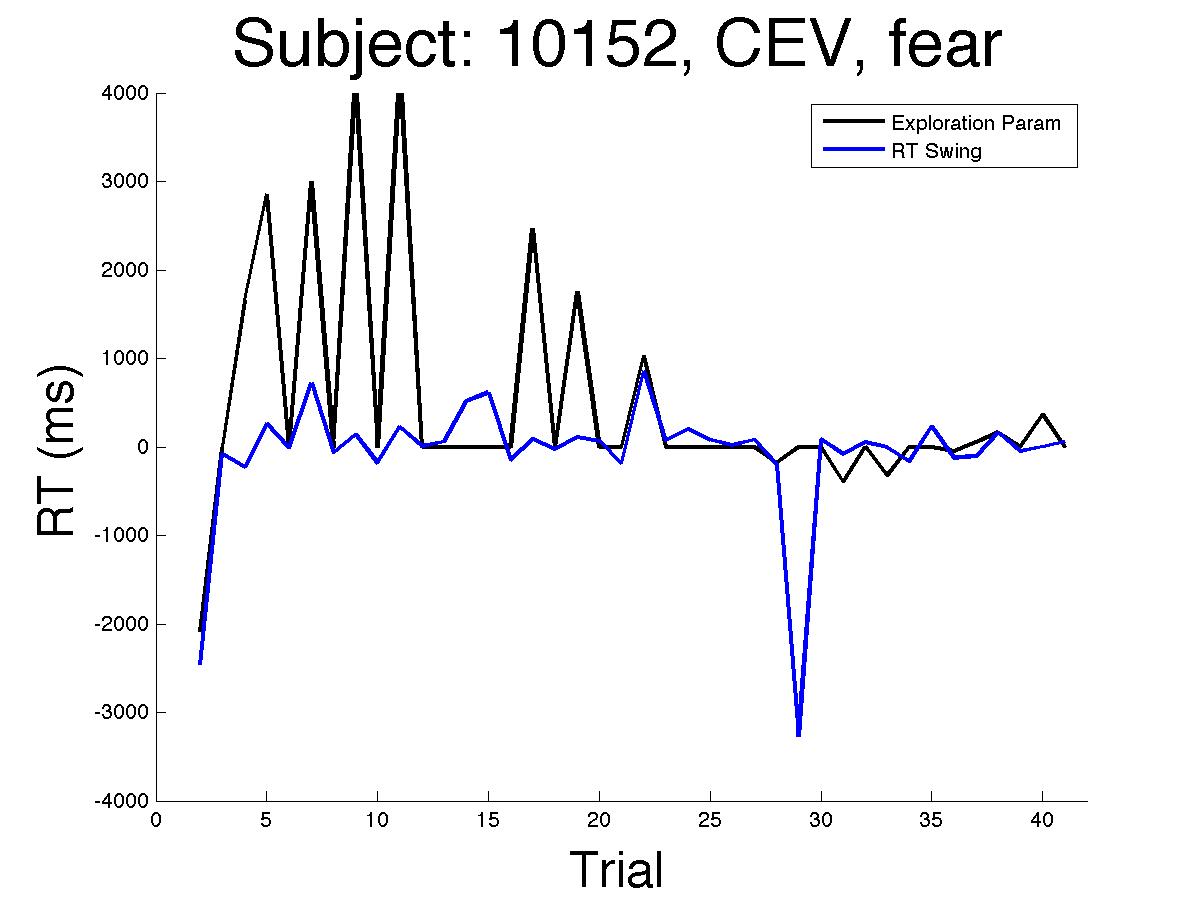 Subject: 10152, CEV, fear
Exploration Param
RT Swing
4000
3000
2000
1000
0
-1000
-2000
-3000
-4000
RT (ms)
0 5 10 15 20 25 30 35 40
Trial